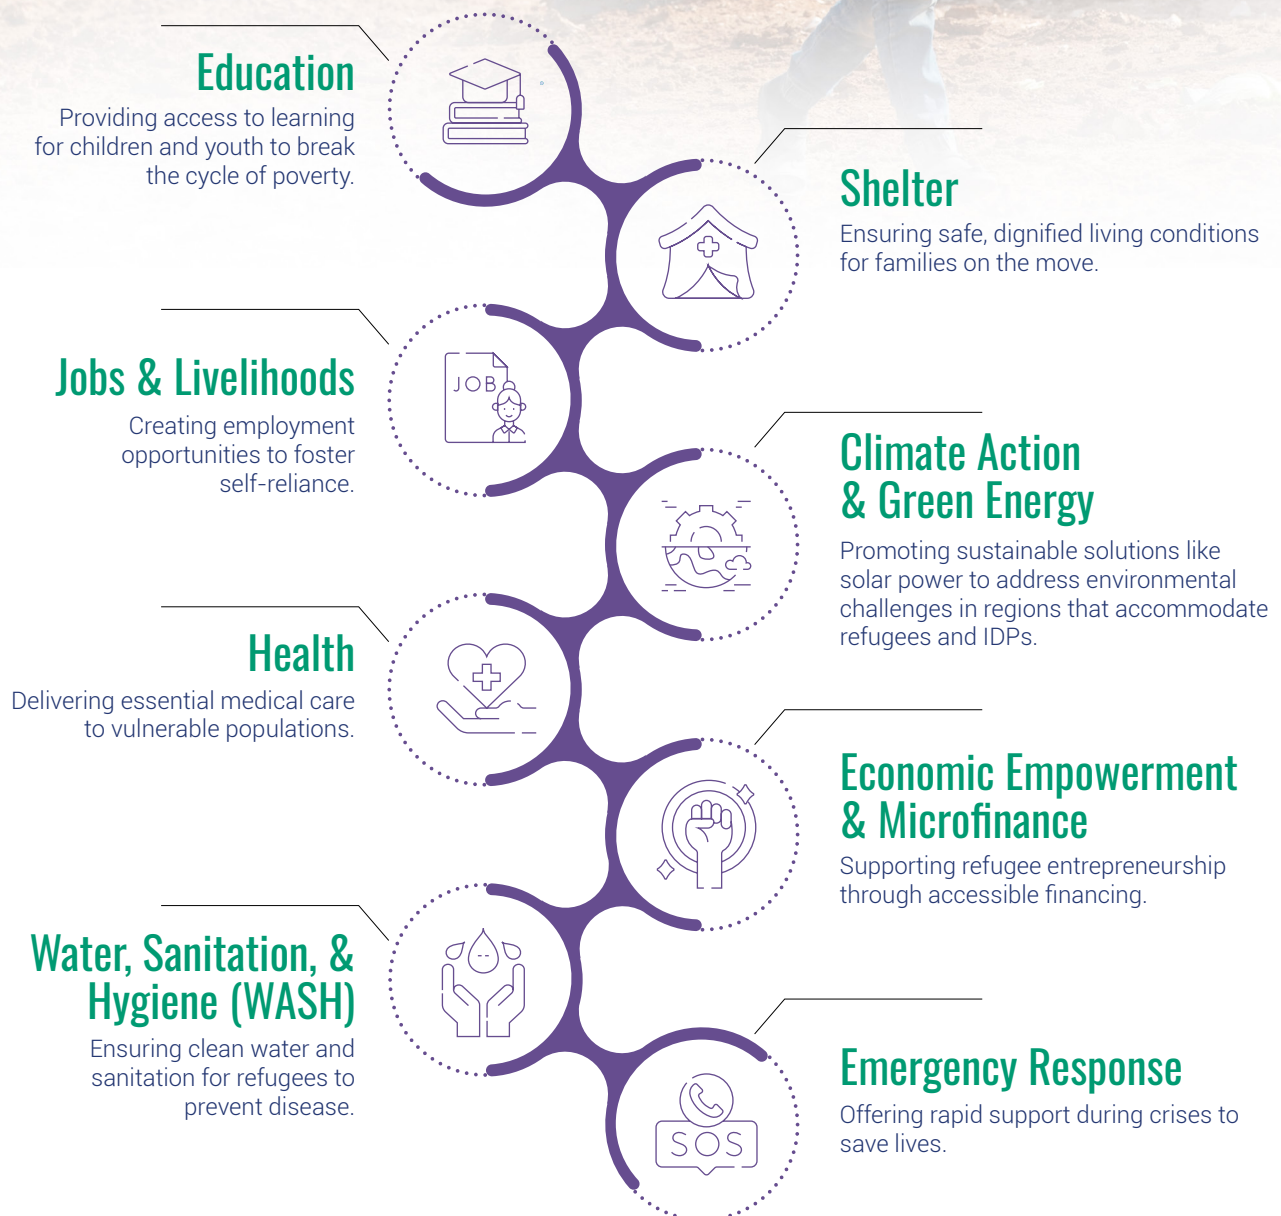 Education
Providing access to learning
for children and youth to break
the cycle of poverty.
Shelter
Ensuring safe, dignified living conditions
for families on the move.
Jobs & Livelihoods
Creating employment
opportunities to foster
self-reliance.
JOB
Climate Action
& Green Energy
Promoting sustainable solutions like
solar power to address environmental
challenges in regions that accommodate
refugees and IDPs.
Health
Delivering essential medical care
to vulnerable populations.
Economic Empowerment
& Microfinance
Supporting refugee entrepreneurship
through accessible financing.
Water, Sanitation, &
Hygiene (WASH)
Ensuring clean water and
sanitation for refugees to
prevent disease.
Emergency Response
Offering rapid support during crises to
save lives.
SOS